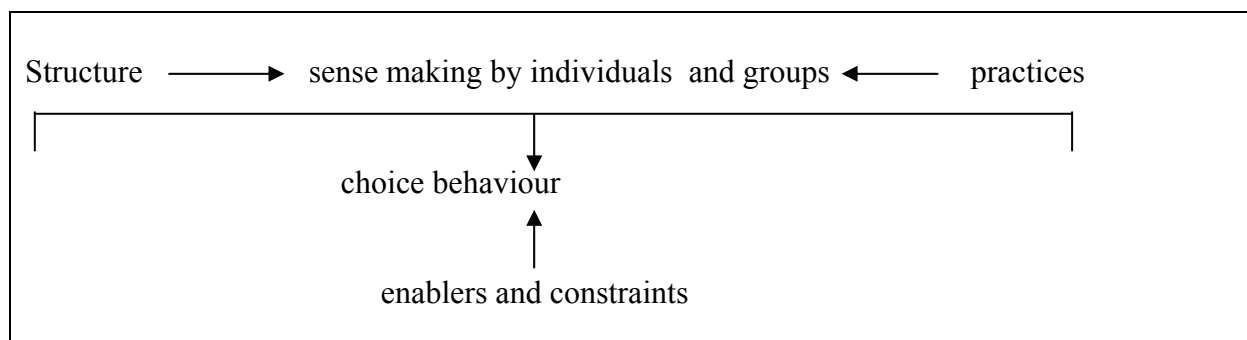 Structure sense making by individuals and groups practices
choice behaviour
enablers and constraints